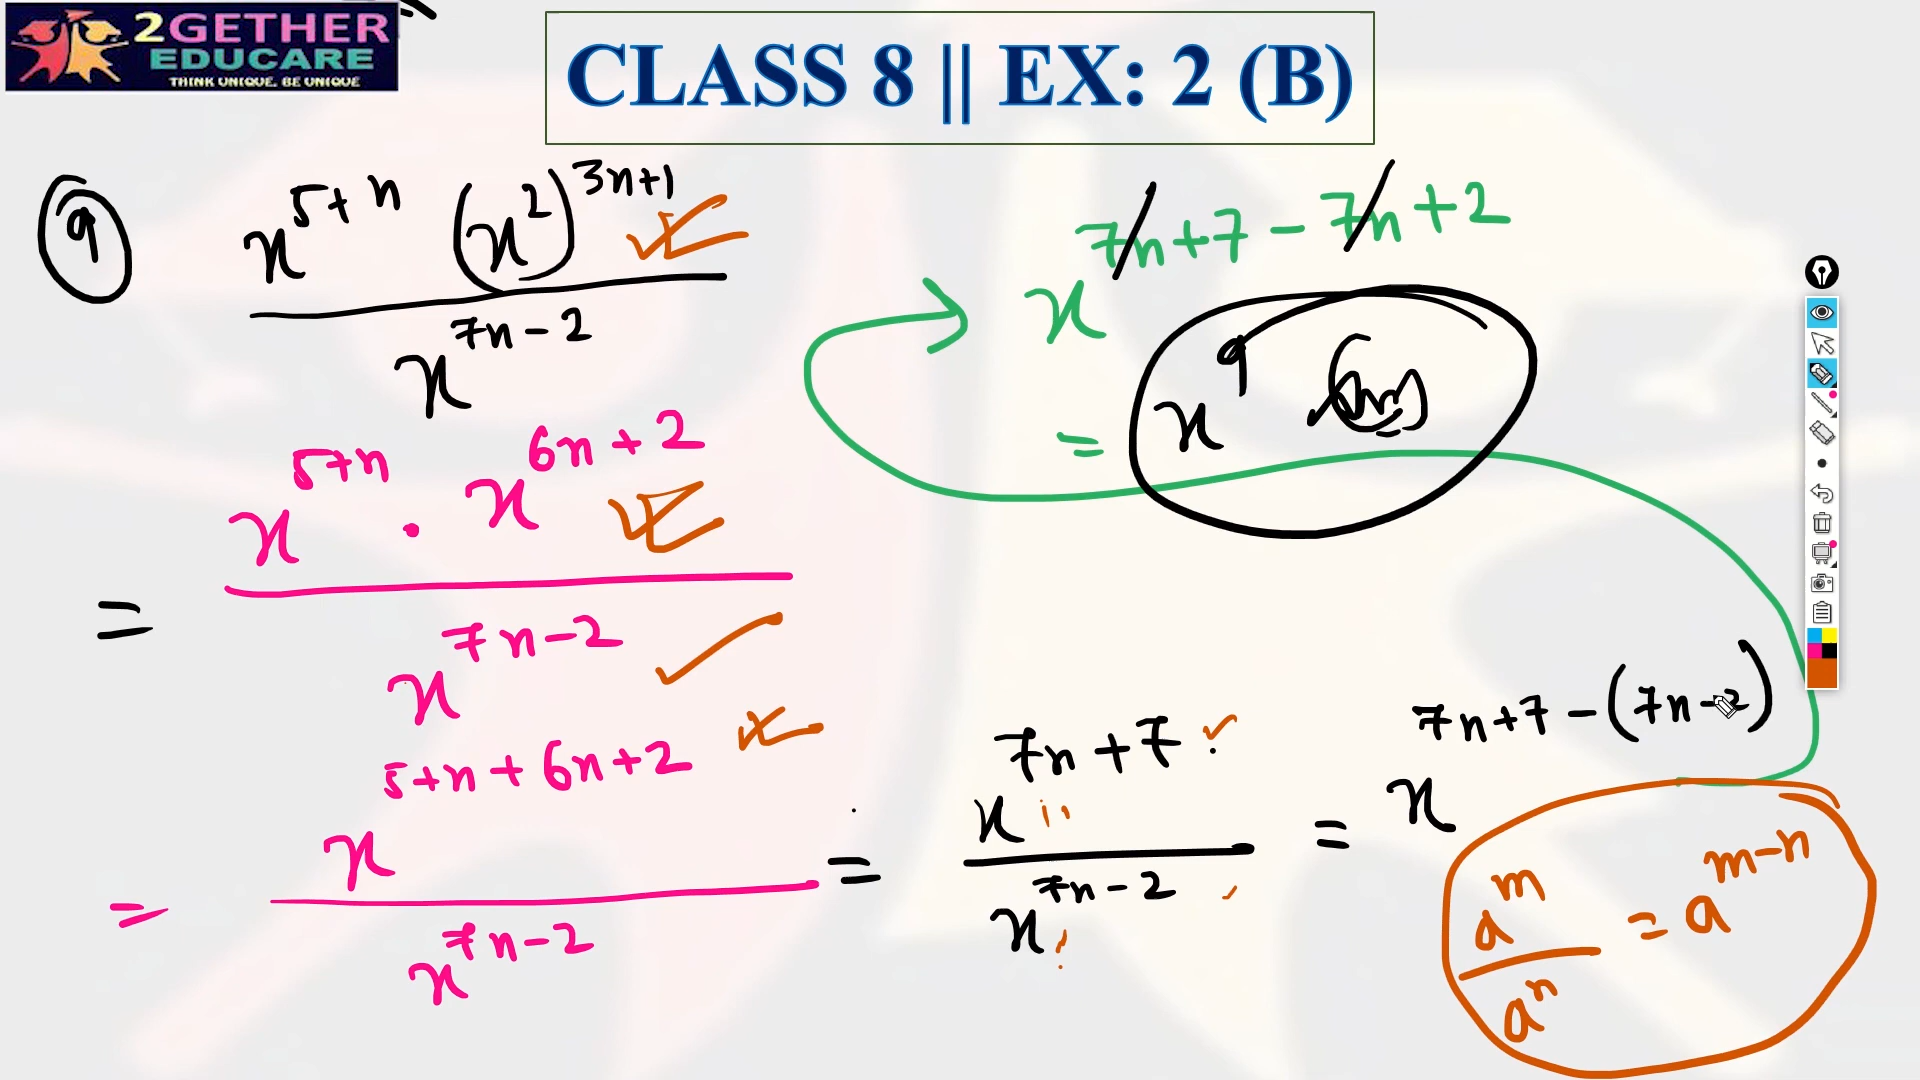 2GETHER
EDUCARE
THINK UNIQUE. BE UNIQUE
CLASS 8 || EX: 2 (B)
9
x^{5+n} (x^2)^{3n+1}
x^{7n-2}
= x^{5+n} . x^{6n+2}
x^{7n-2}
= x^{5+n+6n+2}
x^{7n-2}
= x^{7n+7}
x^{7n-2}
= x^{7n+7-(7n-2)}
a^m / a^n = a^{m-n}
x^{7n+7-7n+2}
= x^9